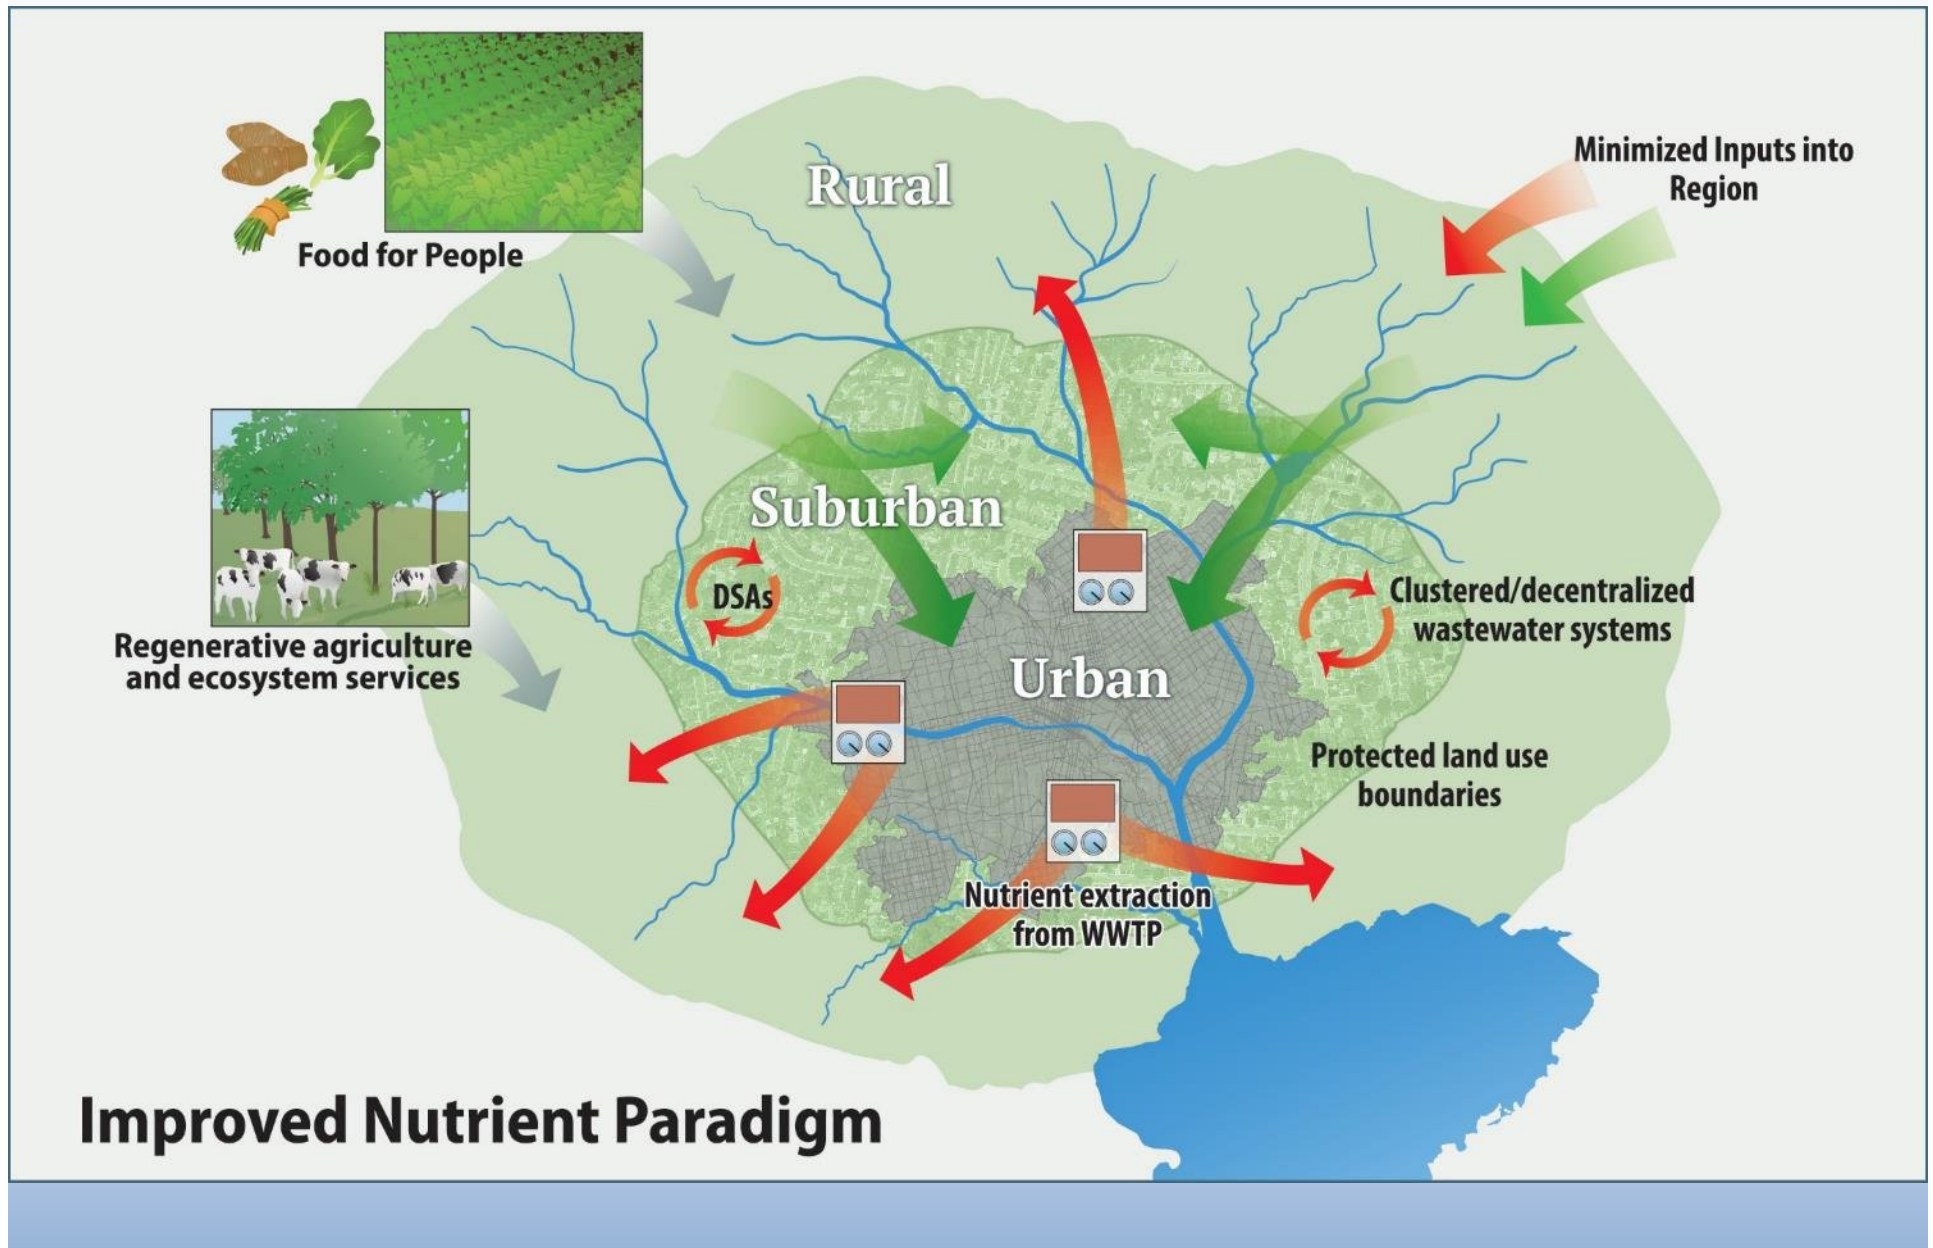 Rural
Minimized Inputs into
Region
Food for People
Suburban
DSAs
Clustered/decentralized
wastewater systems
Regenerative agriculture
and ecosystem services
Urban
Protected land use
boundaries
Nutrient extraction
from WWTP
Improved Nutrient Paradigm